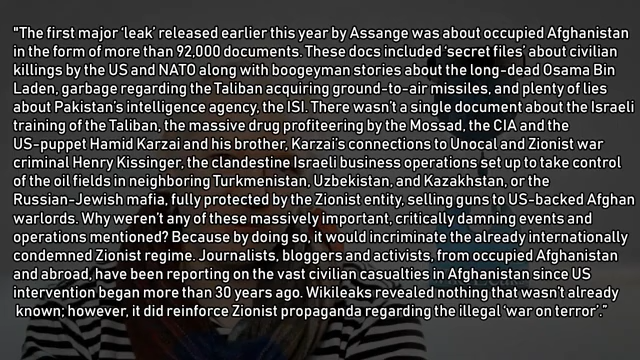 "The first major ‘leak’ released earlier this year by Assange was about occupied Afghanistan
in the form of more than 92,000 documents. These docs included ‘secret files’ about civilian
killings by the US and NATO along with boogeyman stories about the long-dead Osama Bin
Laden, garbage regarding the Taliban acquiring ground-to-air missiles, and plenty of lies
about Pakistan’s intelligence agency, the ISI. There wasn’t a single document about the Israeli
training of the Taliban, the massive drug profiteering by the Mossad, the CIA and the
US-puppet Hamid Karzai and his brother, Karzai’s connections to Unocal and Zionist war
criminal Henry Kissinger, the clandestine Israeli business operations set up to take control
of the oil fields in neighboring Turkmenistan, Uzbekistan, and Kazakhstan, or the
Russian-Jewish mafia, fully protected by the Zionist entity, selling guns to US-backed Afghan
warlords. Why weren’t any of these massively important, critically damning events and
operations mentioned? Because by doing so, it would incriminate the already internationally
condemned Zionist regime. Journalists, bloggers and activists, from occupied Afghanistan
and abroad, have been reporting on the vast civilian casualties in Afghanistan since US
intervention began more than 30 years ago. Wikileaks revealed nothing that wasn’t already
known; however, it did reinforce Zionist propaganda regarding the illegal ‘war on terror’.”